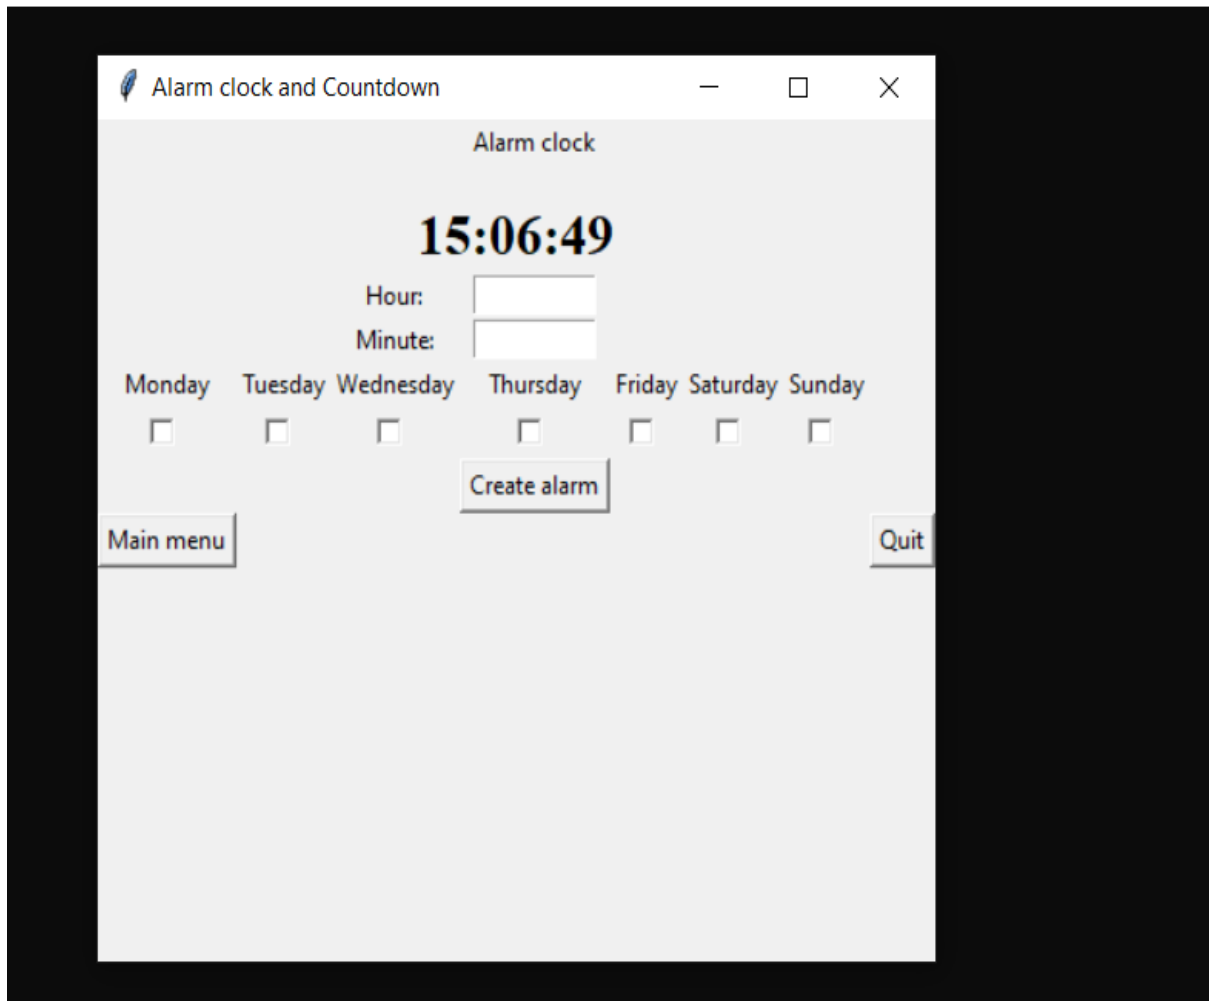 Alarm clock and Countdown
Alarm clock
15:06:49
Hour:
Minute:
Monday Tuesday Wednesday Thursday Friday Saturday Sunday
Create alarm
Main menu Quit